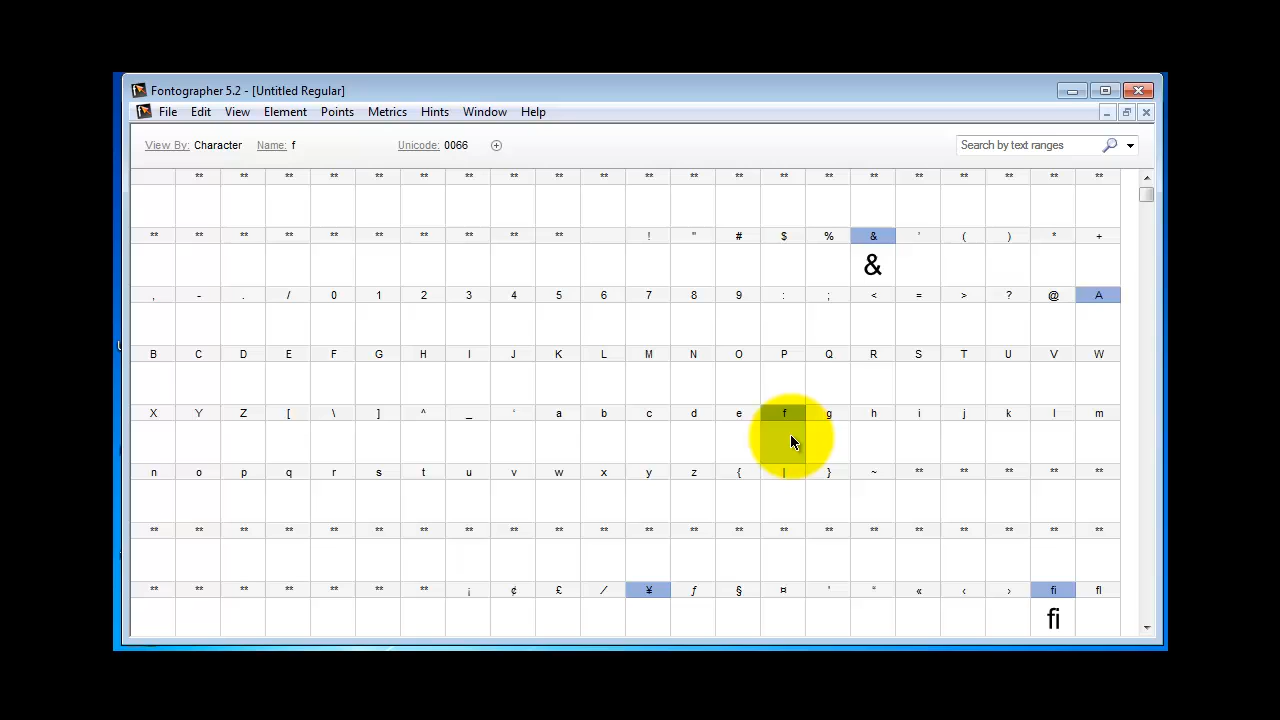 Fontographer 5.2 - [Untitled Regular]
File Edit View Element Points Metrics Hints Window Help
View By: Character Name: f Unicode: 0066 Search by text ranges
** ** ** ** ** ** ** ** ** ** ** ** ** ** ** ** ** ** ** ** **
** ** ** ** ** ** ** ** ** ** ! " # $ % & ' ( ) * +
&
, - . / 0 1 2 3 4 5 6 7 8 9 : ; < = > ? @ A
B C D E F G H I J K L M N O P Q R S T U V W
X Y Z [ \ ] ^ _ ‘ a b c d e f g h i j k l m
n o p q r s t u v w x y z { | } ~ ** ** ** ** **
** ** ** ** ** ** ** ** ** ** ** ** ** ** ** ** ** ** ** ** ** **
** ** ** ** ** ** ** ¡ ¢ £ ⁄ ¥ ƒ § ¤ ' “ « ‹ › fi fl
fi